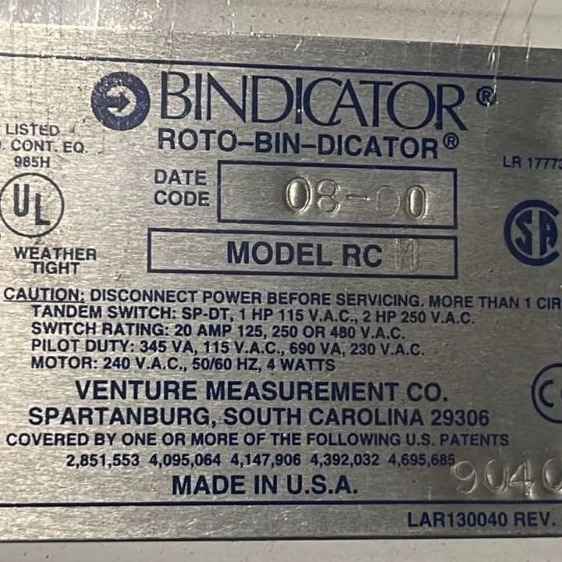 BINDICATOR®
ROTO-BIN-DICATOR®
LISTED
CONT. EQ.
985H
UL
WEATHER
TIGHT
DATE
CODE
08-00
LR 17773
SA
MODEL RC
CAUTION: DISCONNECT POWER BEFORE SERVICING. MORE THAN 1 CIR
TANDEM SWITCH: SP-DT, 1 HP 115 V.A.C., 2 HP 250 V.A.C.
SWITCH RATING: 20 AMP 125, 250 OR 480 V.A.C.
PILOT DUTY: 345 VA, 115 V.A.C., 690 VA, 230 V.A.C.
MOTOR: 240 V.A.C., 50/60 HZ, 4 WATTS
VENTURE MEASUREMENT CO.
SPARTANBURG, SOUTH CAROLINA 29306
COVERED BY ONE OR MORE OF THE FOLLOWING U.S. PATENTS
2,851,553 4,095,064 4,147,906 4,392,032 4,695,685
9040
MADE IN U.S.A.
LAR130040 REV.